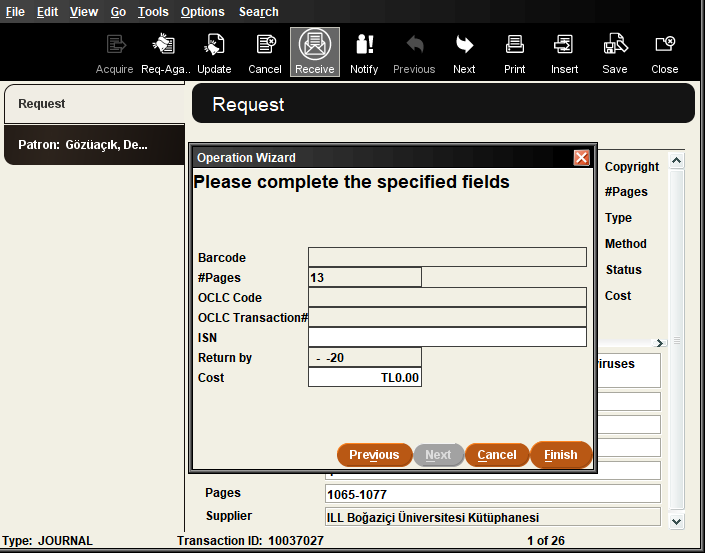 File Edit View Go Tools Options Search
Acquire Req-Aga.. Update Cancel Receive Notify Previous Next Print Insert Save Close
Request
Request
Patron: Gözüaçık, De...
Operation Wizard
Please complete the specified fields
Copyright
#Pages
Type
Method
Status
Cost
Barcode
#Pages 13
OCLC Code
OCLC Transaction#
ISN
Return by - -20
Cost TL0.00
iruses
Previous Next Cancel Finish
Pages 1065-1077
Supplier ILL Boğaziçi Üniversitesi Kütüphanesi
Type: JOURNAL Transaction ID: 10037027 1 of 26